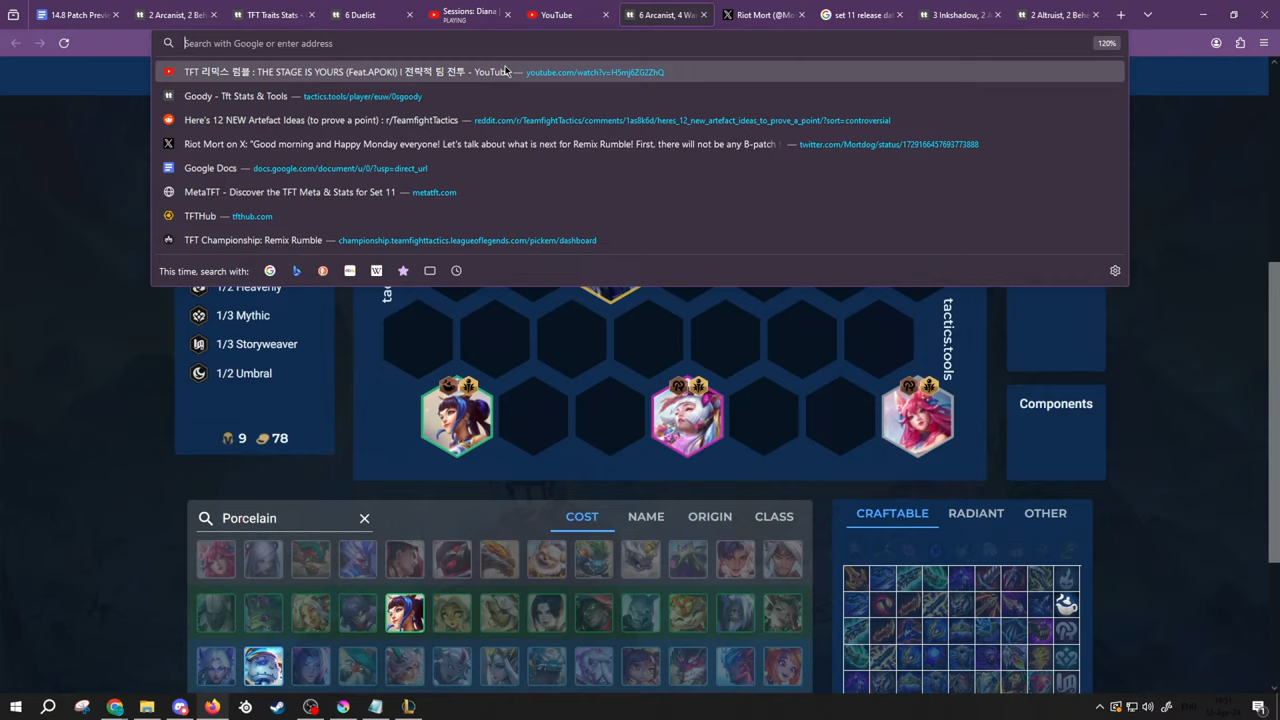 14.8 Patch Preview
2 Arcanist, 2 Beh
TFT Traits Stats -
6 Duelist
Sessions: Diana
PLAYING
YouTube
6 Arcanist, 4 Wa
Riot Mort (@Mo
set 11 release dat
3 Inkshadow, 2 A
2 Altruist, 2 Behe
Search with Google or enter address
120%
TFT 리믹스 럼블 : THE STAGE IS YOURS (Feat.APOKI) | 전략적 팀 전투 - YouTube — youtube.com/watch?v=H5mj6ZGZZhQ
Goody - Tft Stats & Tools — tactics.tools/player/euw/0sgoody
Here's 12 NEW Artefact Ideas (to prove a point) : r/TeamfightTactics — reddit.com/r/TeamfightTactics/comments/1as8k6d/heres_12_new_artefact_ideas_to_prove_a_point/?sort=controversial
Riot Mort on X: "Good morning and Happy Monday everyone! Let's talk about what is next for Remix Rumble! First, there will not be any B-patch — twitter.com/Mortdog/status/1729166457693773888
Google Docs — docs.google.com/document/u/0/?usp=direct_url
MetaTFT - Discover the TFT Meta & Stats for Set 11 — metatft.com
TFTHub — tfthub.com
TFT Championship: Remix Rumble — championship.teamfighttactics.leagueoflegends.com/pickem/dashboard
This time, search with:
1/2 Heavenly
1/3 Mythic
1/3 Storyweaver
1/2 Umbral
9 78
tactics.tools
Components
Porcelain
COST NAME ORIGIN CLASS
CRAFTABLE RADIANT OTHER